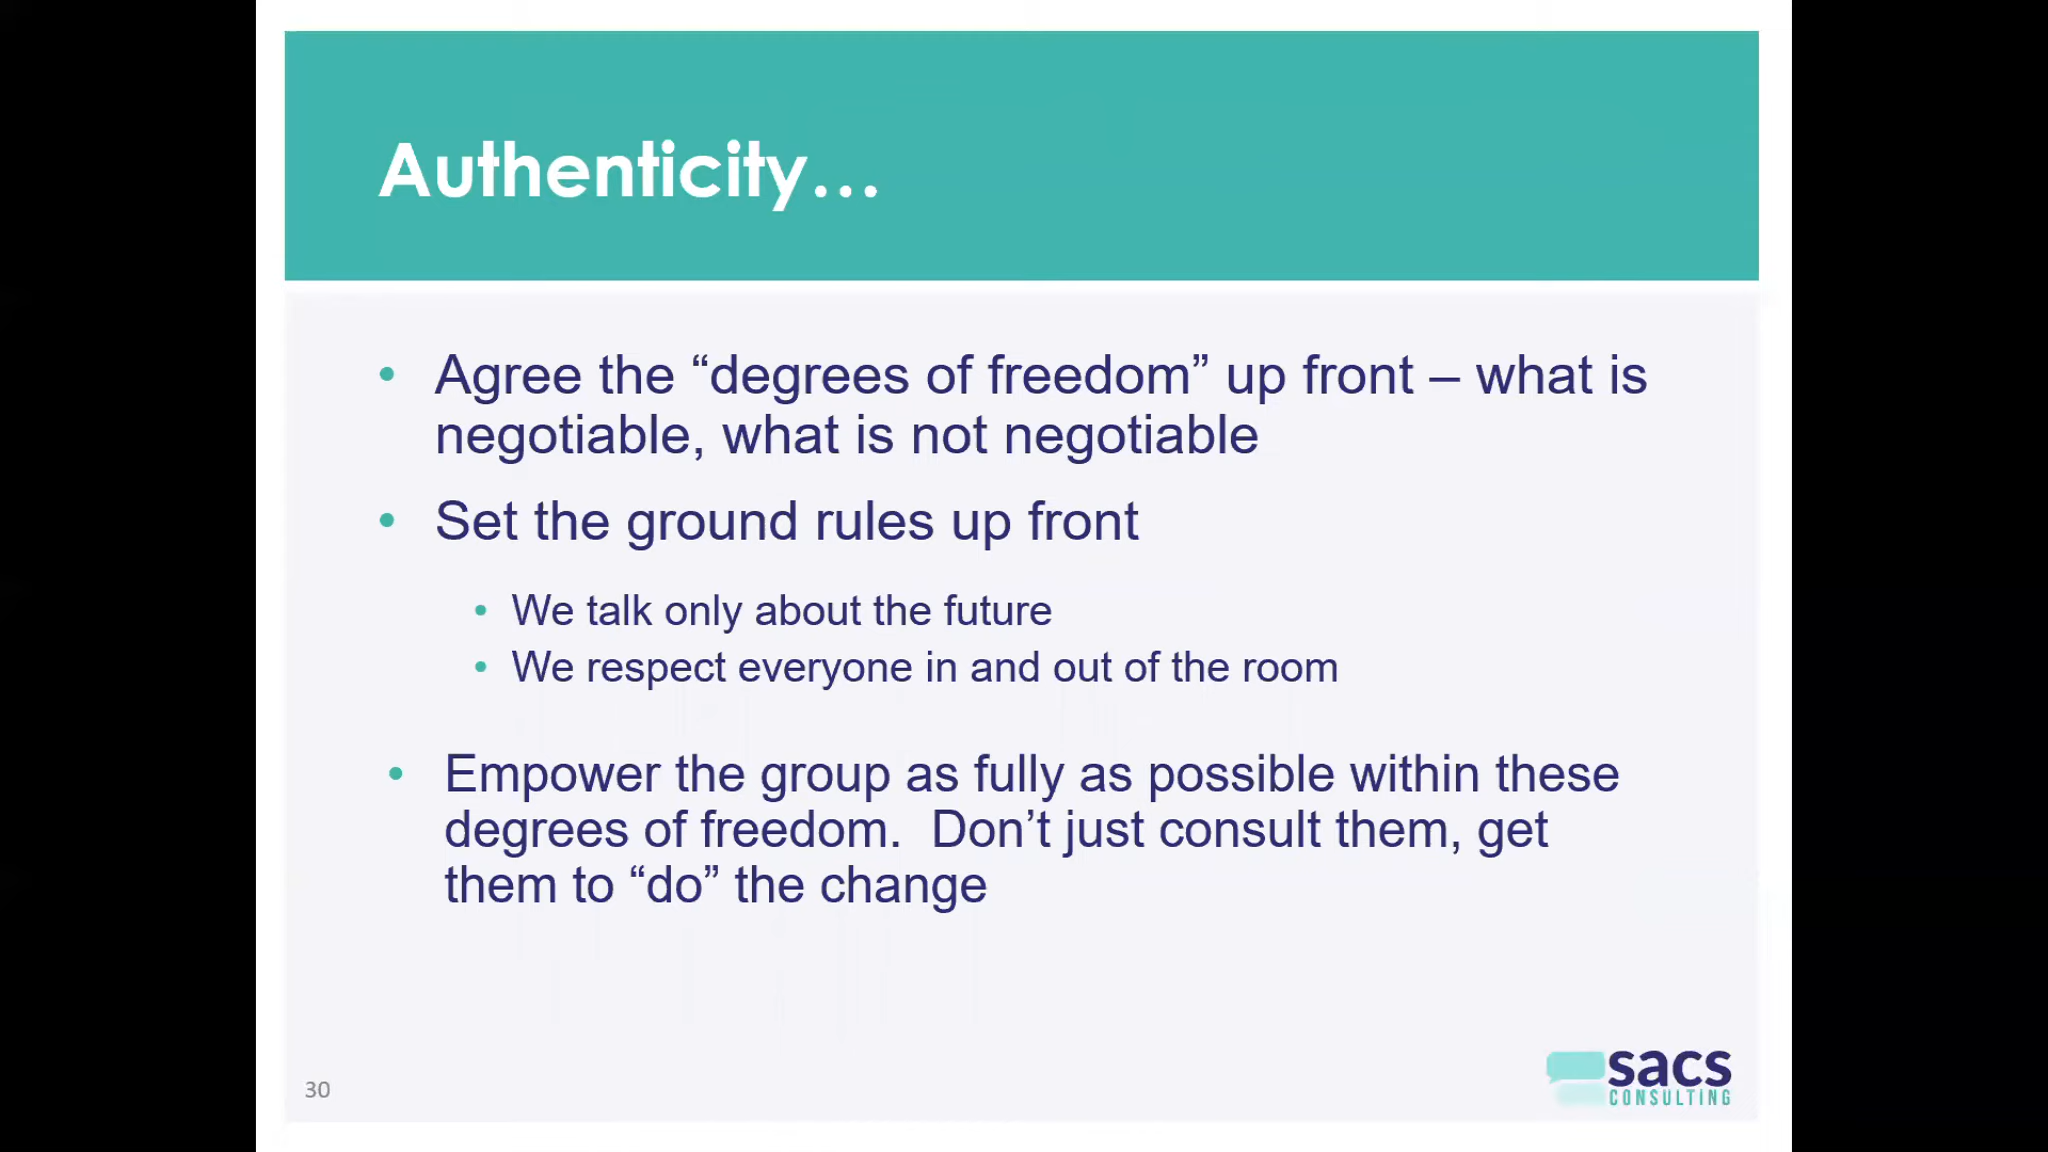 Authenticity…
• Agree the “degrees of freedom” up front – what is
negotiable, what is not negotiable
• Set the ground rules up front
• We talk only about the future
• We respect everyone in and out of the room
• Empower the group as fully as possible within these
degrees of freedom.  Don’t just consult them, get
them to “do” the change
30
sacs
CONSULTING